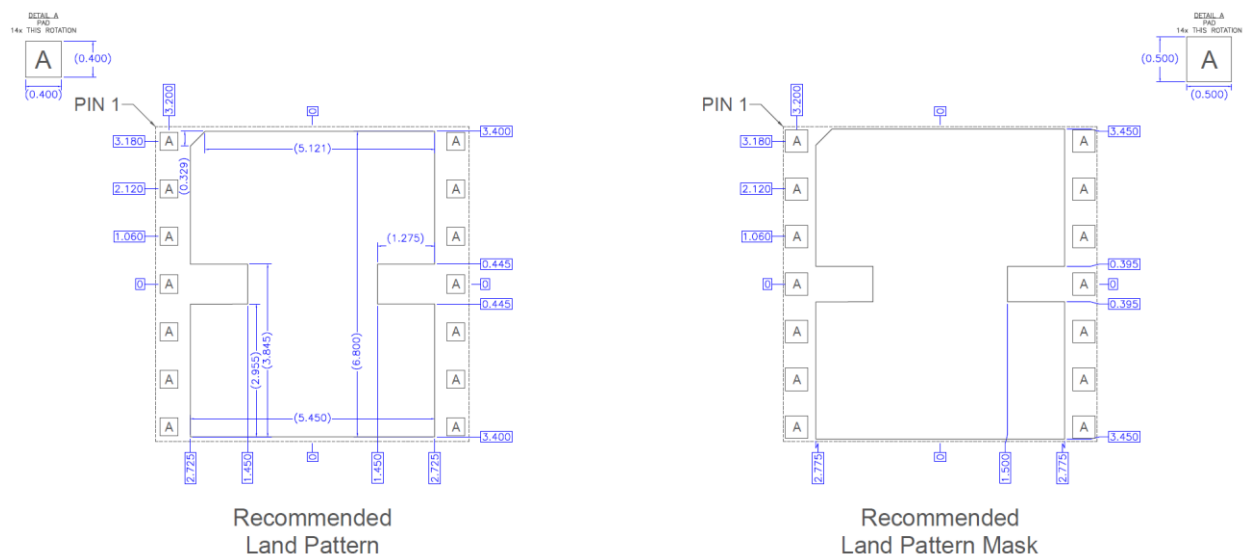 DETAIL A
PAD
14x THIS ROTATION
A
(0.400)
(0.400)
PIN 1
3.200
0
3.400
3.180
A
A
(5.121)
(0.329)
2.120
A
A
1.060
A
A
(1.275)
0.445
0
A
A
0
0.445
A
A
(2.955)
(3.845)
(6.800)
A
A
(5.450)
A
A
3.400
2.725
1.450
0
1.450
2.725
Recommended
Land Pattern
DETAIL A
PAD
14x THIS ROTATION
A
(0.500)
(0.500)
PIN 1
3.200
0
3.450
3.180
A
A
2.120
A
A
1.060
A
A
0.395
0
A
A
0
0.395
A
A
A
A
A
A
3.450
2.775
0
1.500
2.775
Recommended
Land Pattern Mask